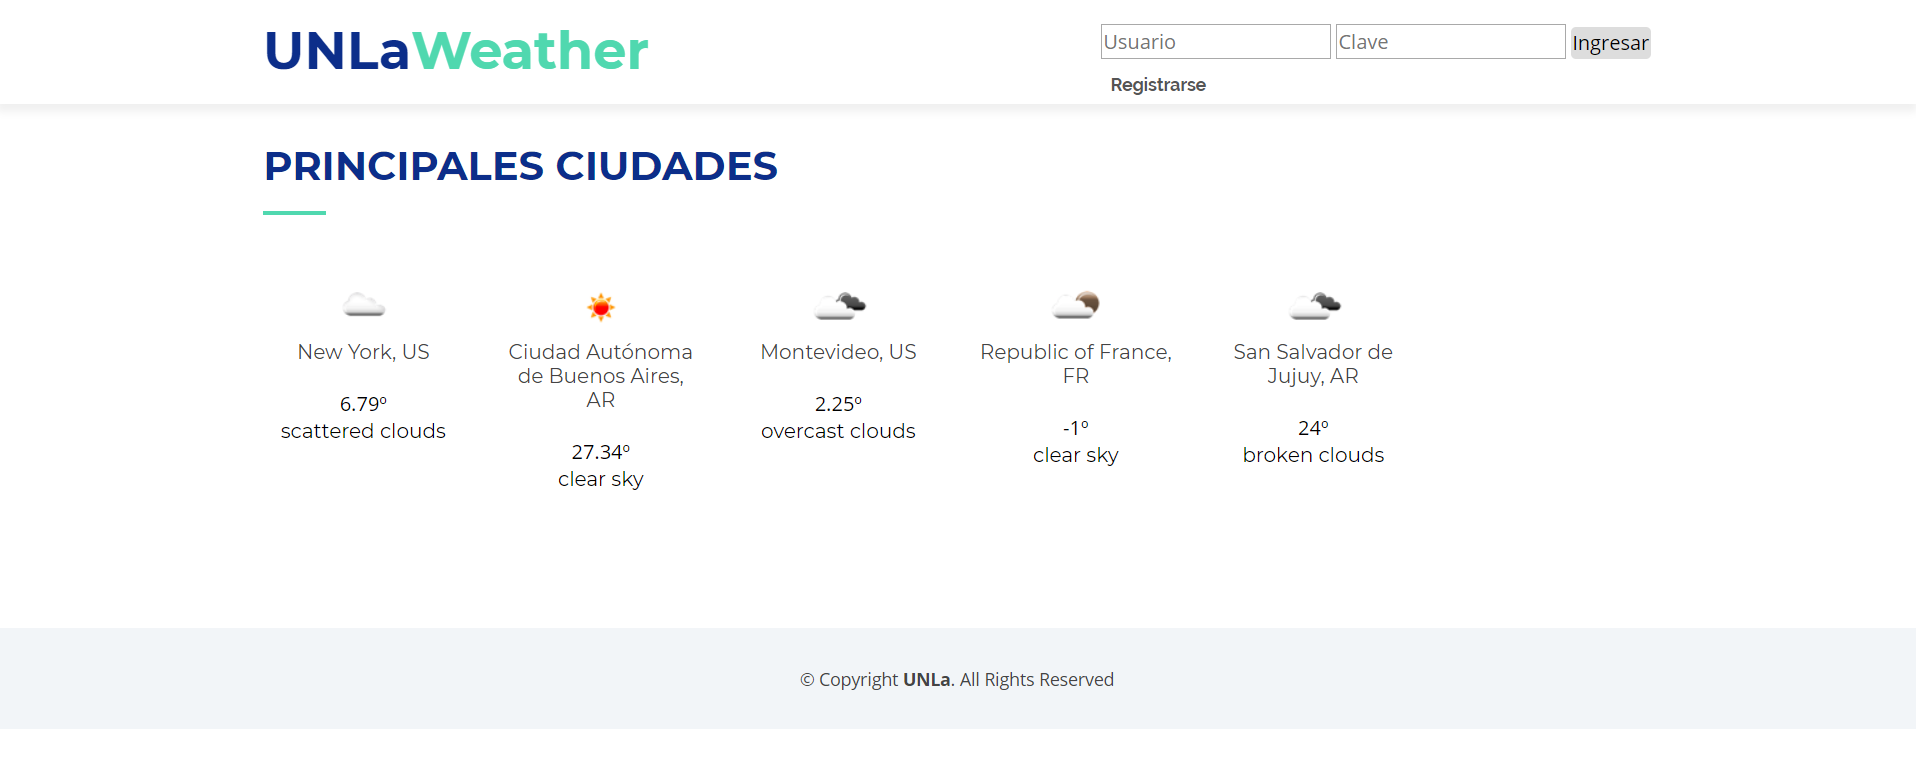 UNLaWeather
Usuario
Clave
Ingresar
Registrarse
PRINCIPALES CIUDADES
New York, US
6.79º
scattered clouds
Ciudad Autónoma
de Buenos Aires,
AR
27.34º
clear sky
Montevideo, US
2.25º
overcast clouds
Republic of France,
FR
-1º
clear sky
San Salvador de
Jujuy, AR
24º
broken clouds
© Copyright UNLa. All Rights Reserved